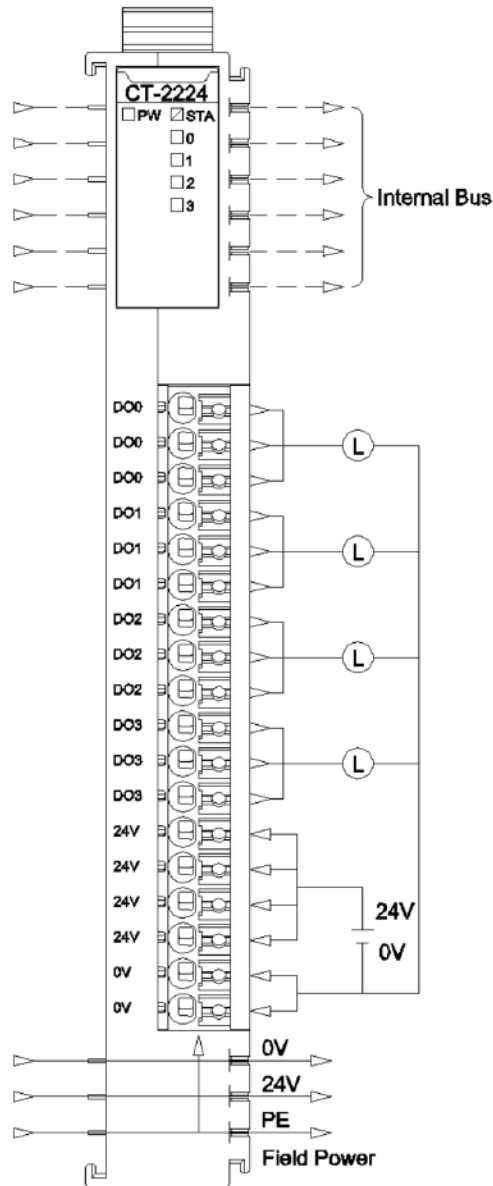 CT-2224
PW STA
0
1
2
3
Internal Bus
DO0
DO0 L
DO0
DO1
DO1 L
DO1
DO2
DO2 L
DO2
DO3
DO3 L
DO3
24V
24V
24V 24V
24V 0V
0V
0V
0V
24V
PE
Field Power